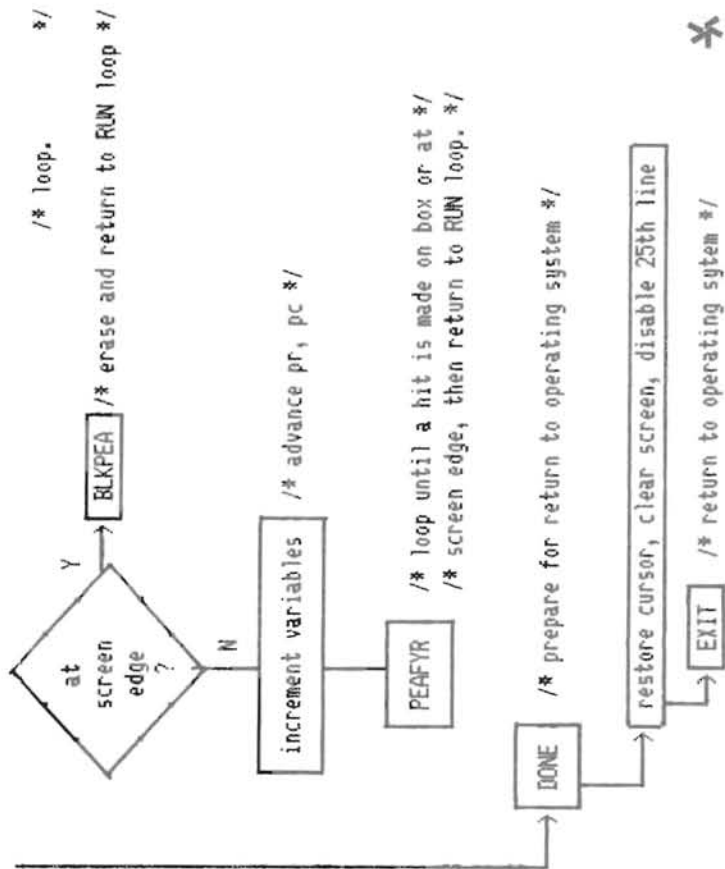 /* loop. */
Y
at
screen
edge
?
BLKPEA /* erase and return to RUN loop */
N
increment variables /* advance pr, pc */
PEAFYR /* loop until a hit is made on box or at */
/* screen edge, then return to RUN loop. */
DONE /* prepare for return to operating system */
restore cursor, clear screen, disable 25th line
EXIT /* return to operating sytem */
*